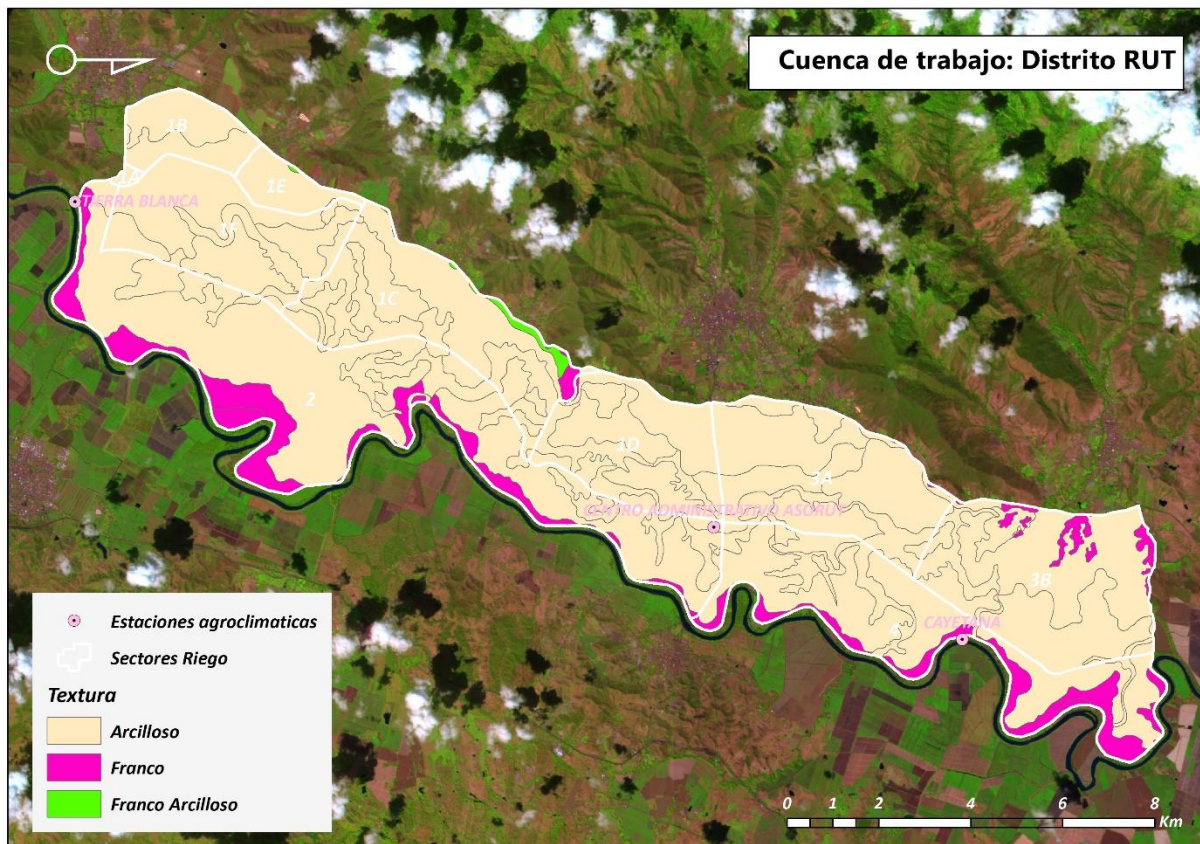 Cuenca de trabajo: Distrito RUT
1B
1A
TIERRA BLANCA
1E
1C
2
1D
3A
CENTRO ADMINISTRATIVO ASORUT
3B
CAYETANA
4
Estaciones agroclimaticas
Sectores Riego
Textura
Arcilloso
Franco
Franco Arcilloso
0 1 2 4 6 8
Km